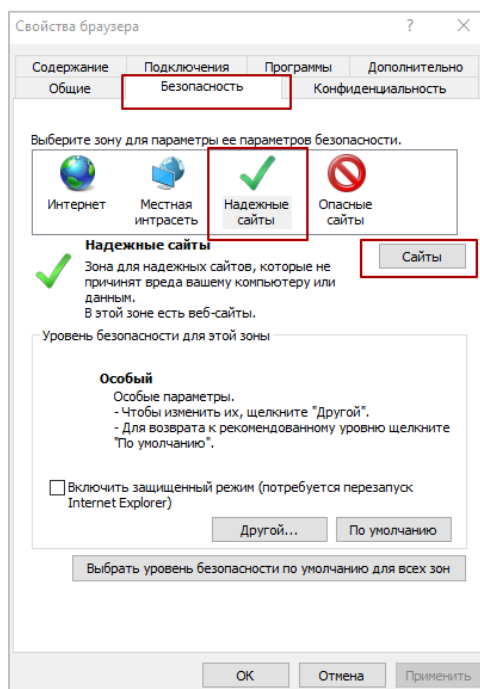 Свойства браузера
?
Содержание Подключения Программы Дополнительно
Общие Безопасность Конфиденциальность
Выберите зону для параметры ее параметров безопасности.
Интернет
Местная
интрасеть
Надежные
сайты
Опасные
сайты
Надежные сайты
Сайты
Зона для надежных сайтов, которые не
причинят вреда вашему компьютеру или
данным.
В этой зоне есть веб-сайты.
Уровень безопасности для этой зоны
Особый
Особые параметры.
- Чтобы изменить их, щелкните "Другой".
- Для возврата к рекомендованному уровню щелкните
"По умолчанию".
Включить защищенный режим (потребуется перезапуск
Internet Explorer)
Другой... По умолчанию
Выбрать уровень безопасности по умолчанию для всех зон
ОК Отмена Применить